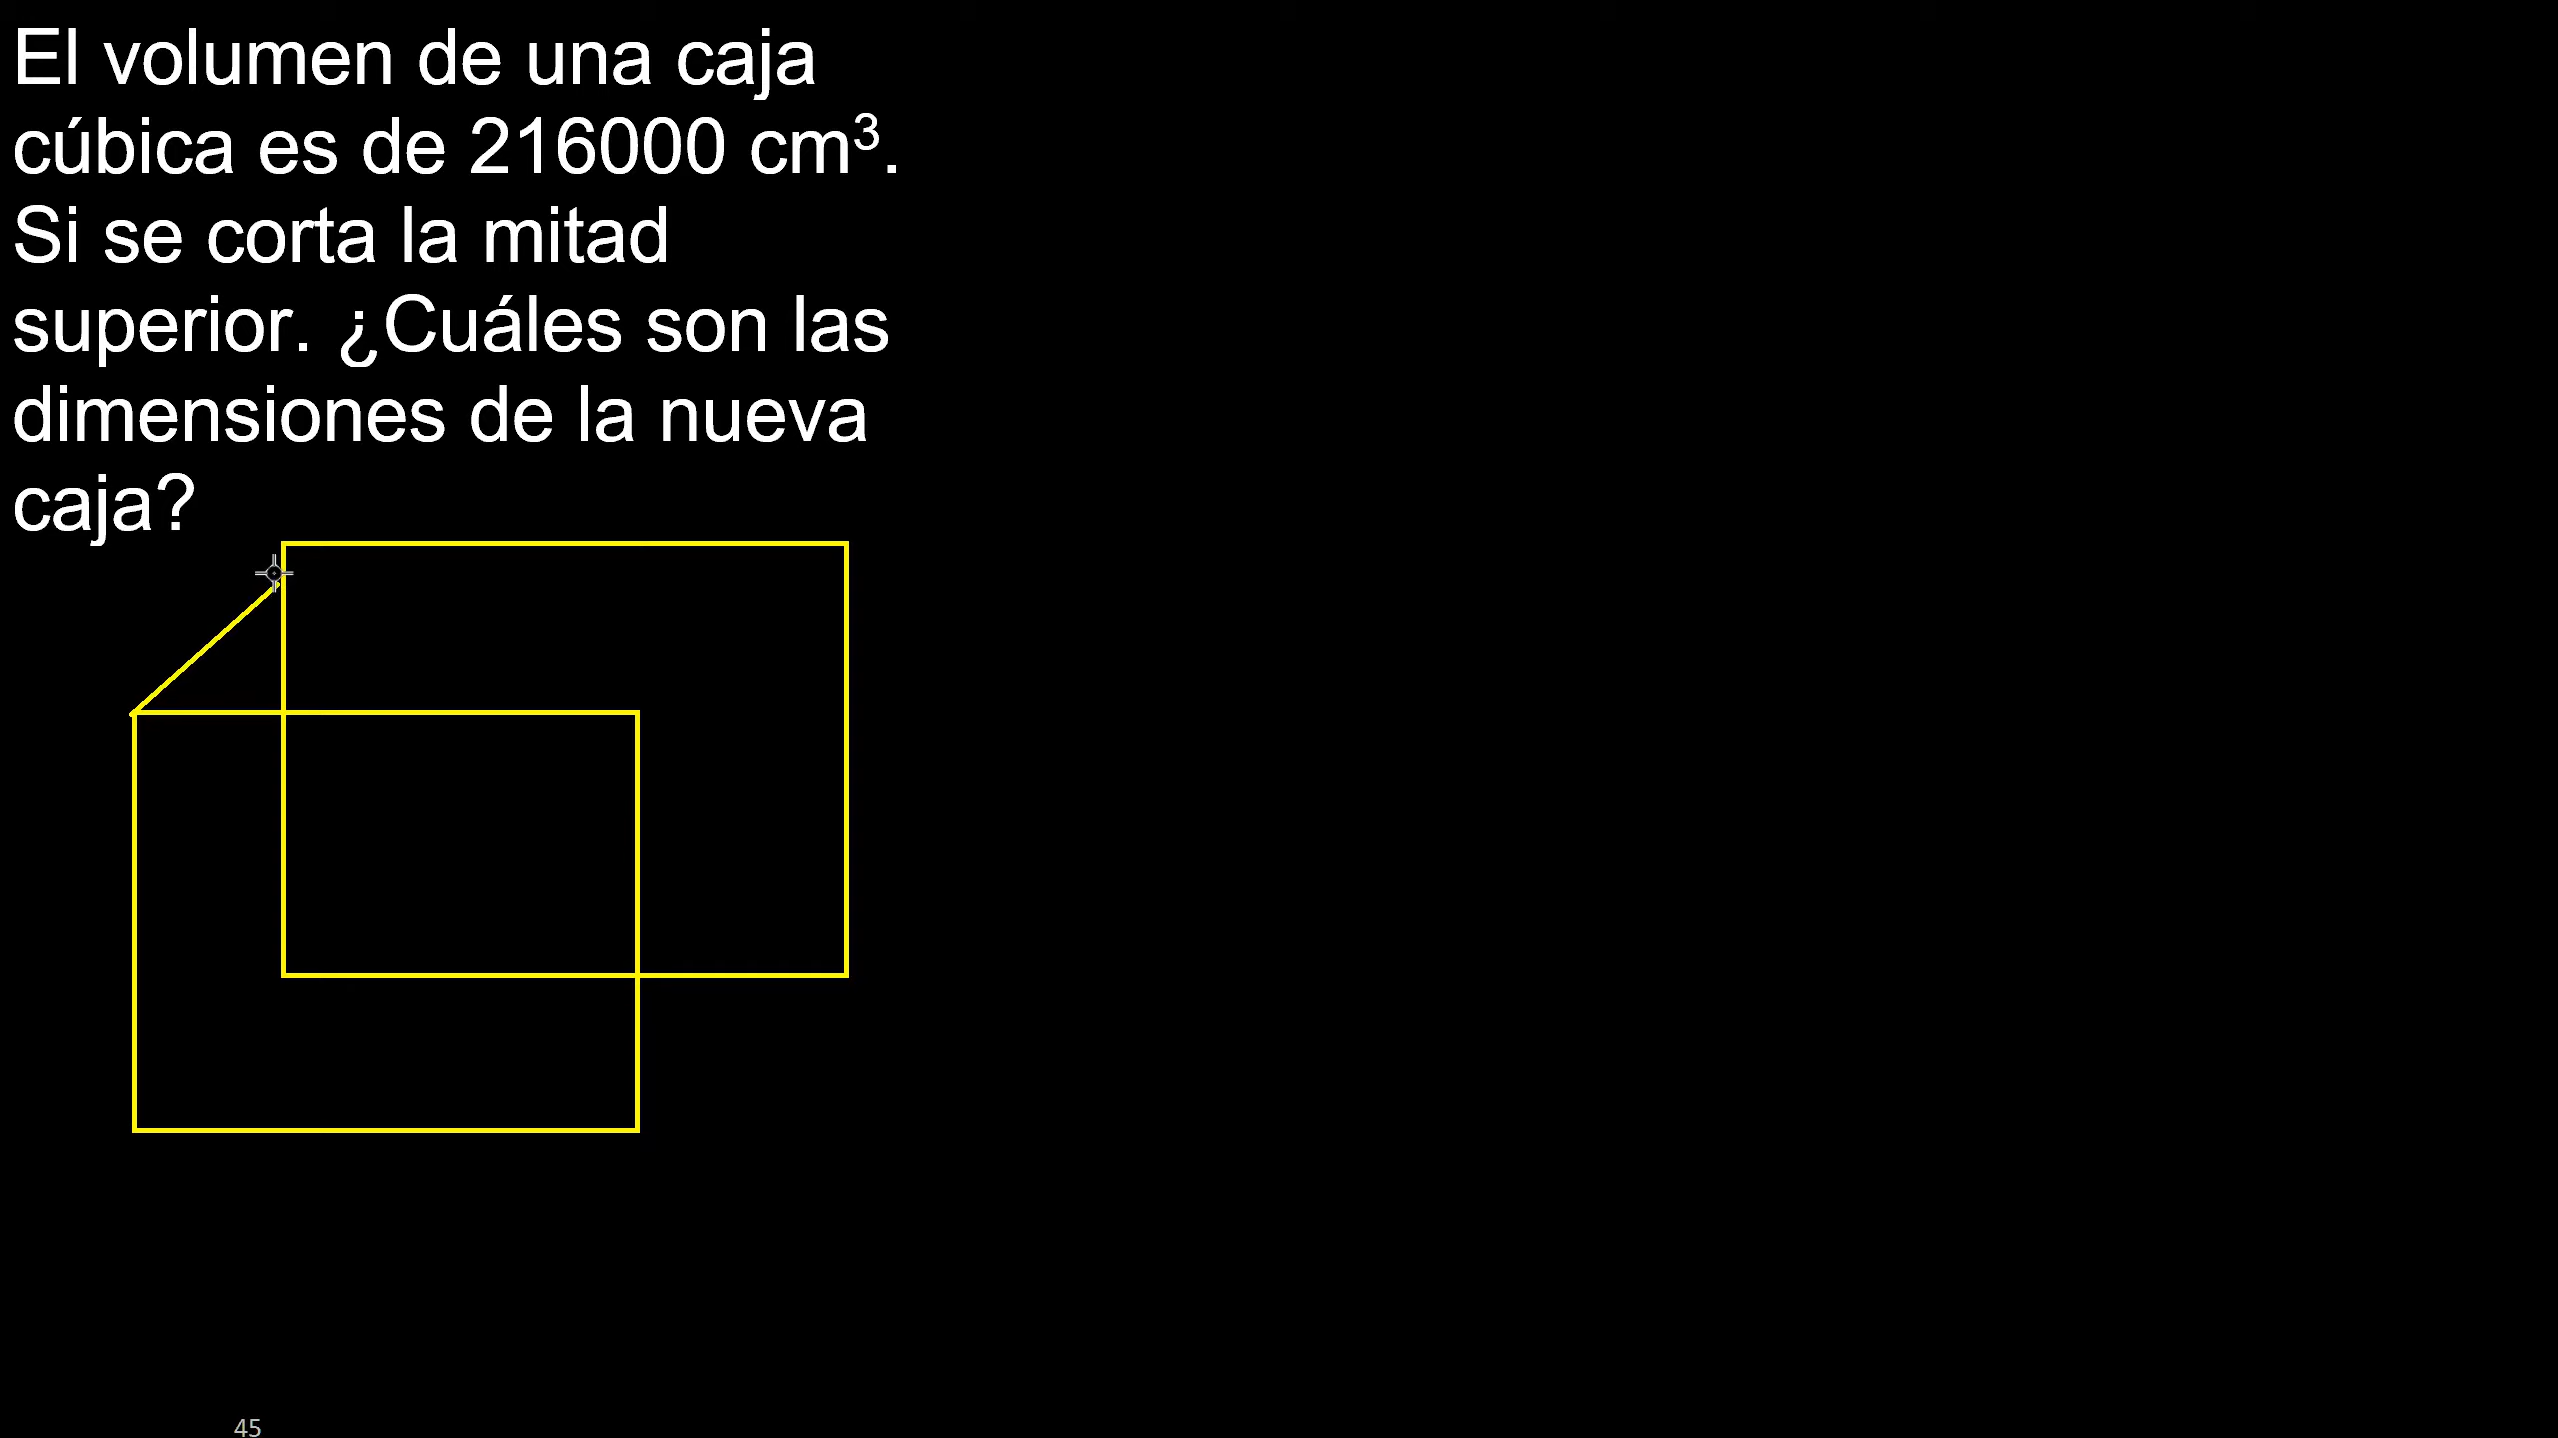 El volumen de una caja
cúbica es de 216000 cm³.
Si se corta la mitad
superior. ¿Cuáles son las
dimensiones de la nueva
caja?
45